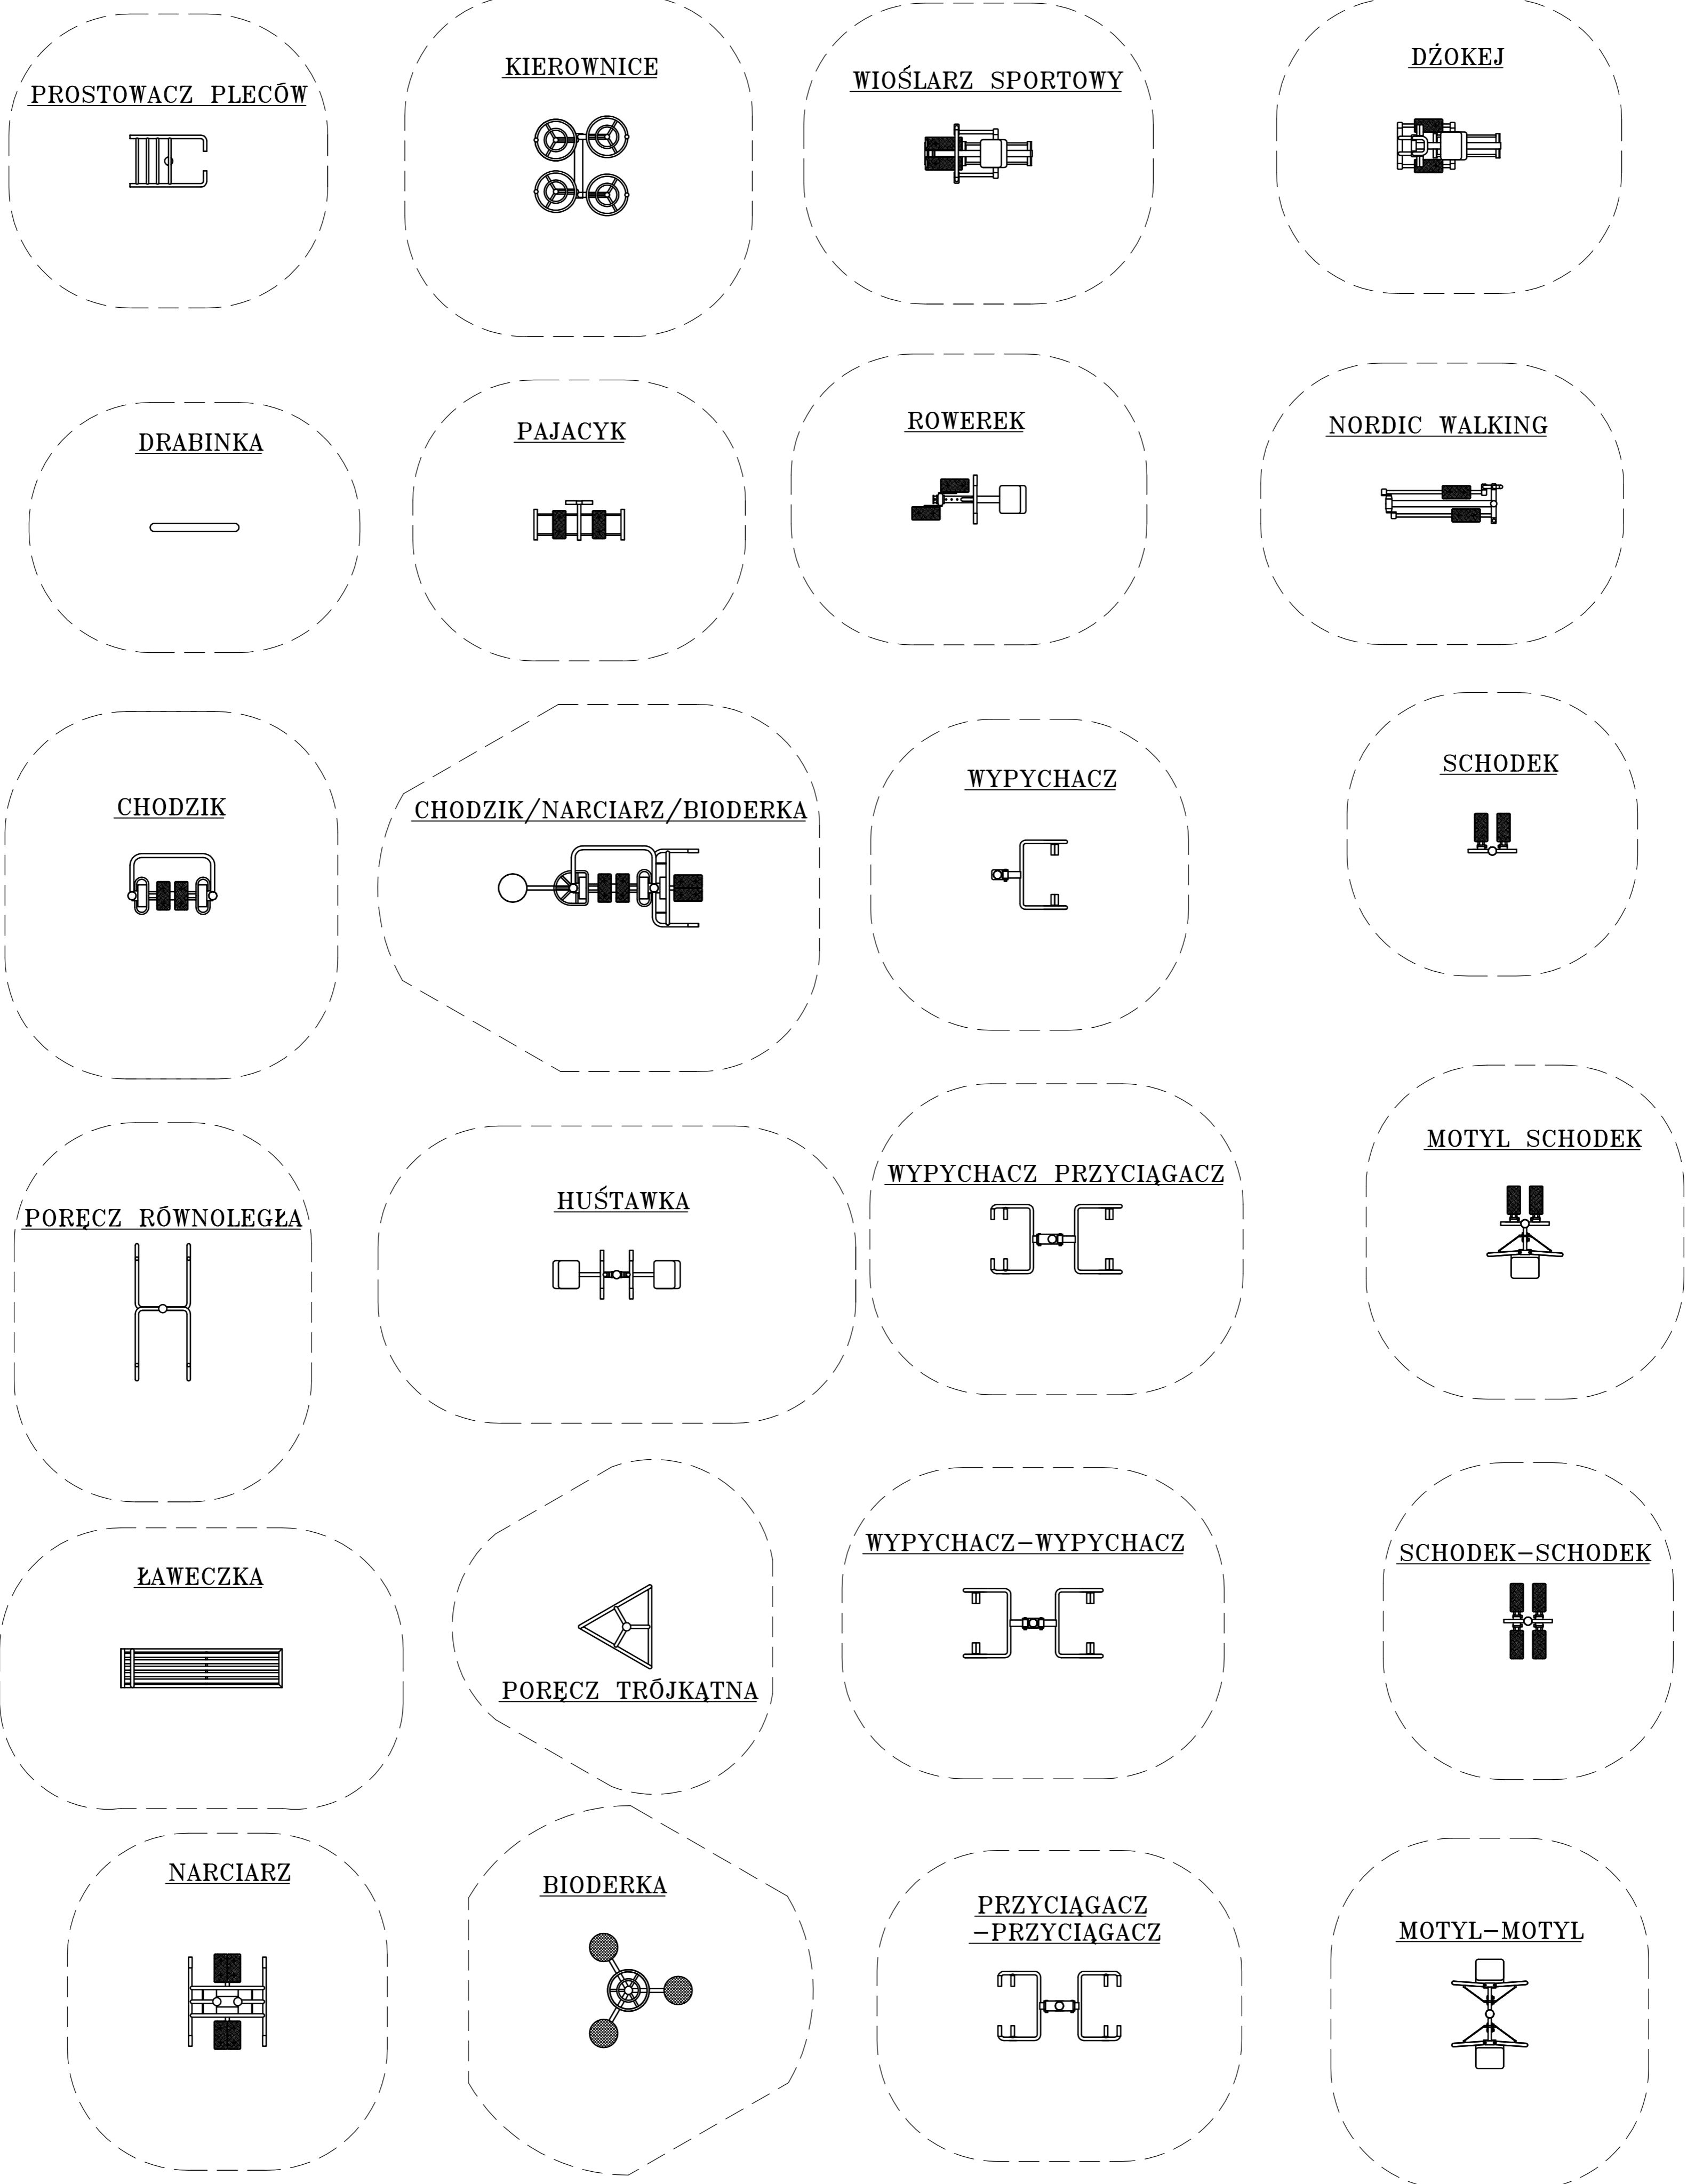 PROSTOWACZ PLECÓW
KIEROWNICE
WIOŚLARZ SPORTOWY
DŹOKEJ
DRABINKA
PAJACYK
ROWEREK
NORDIC WALKING
CHODZIK
CHODZIK/NARCIARZ/BIODERKA
WYPYCHACZ
SCHODEK
PORĘCZ RÓWNOLEGŁA
HUŚTAWKA
WYPYCHACZ PRZYCIĄGACZ
MOTYL SCHODEK
ŁAWECZKA
PORĘCZ TRÓJKĄTNA
WYPYCHACZ-WYPYCHACZ
SCHODEK-SCHODEK
NARCIARZ
BIODERKA
PRZYCIĄGACZ
-PRZYCIĄGACZ
MOTYL-MOTYL